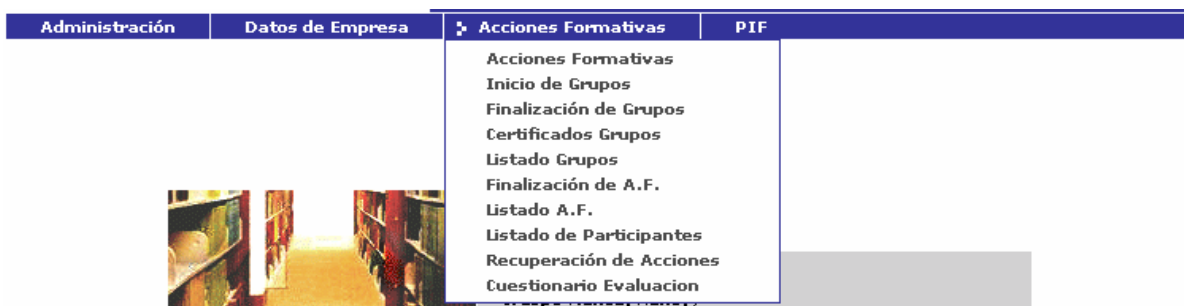 Administración Datos de Empresa Acciones Formativas PIF
Acciones Formativas
Inicio de Grupos
Finalización de Grupos
Certificados Grupos
Listado Grupos
Finalización de A.F.
Listado A.F.
Listado de Participantes
Recuperación de Acciones
Cuestionario Evaluacion